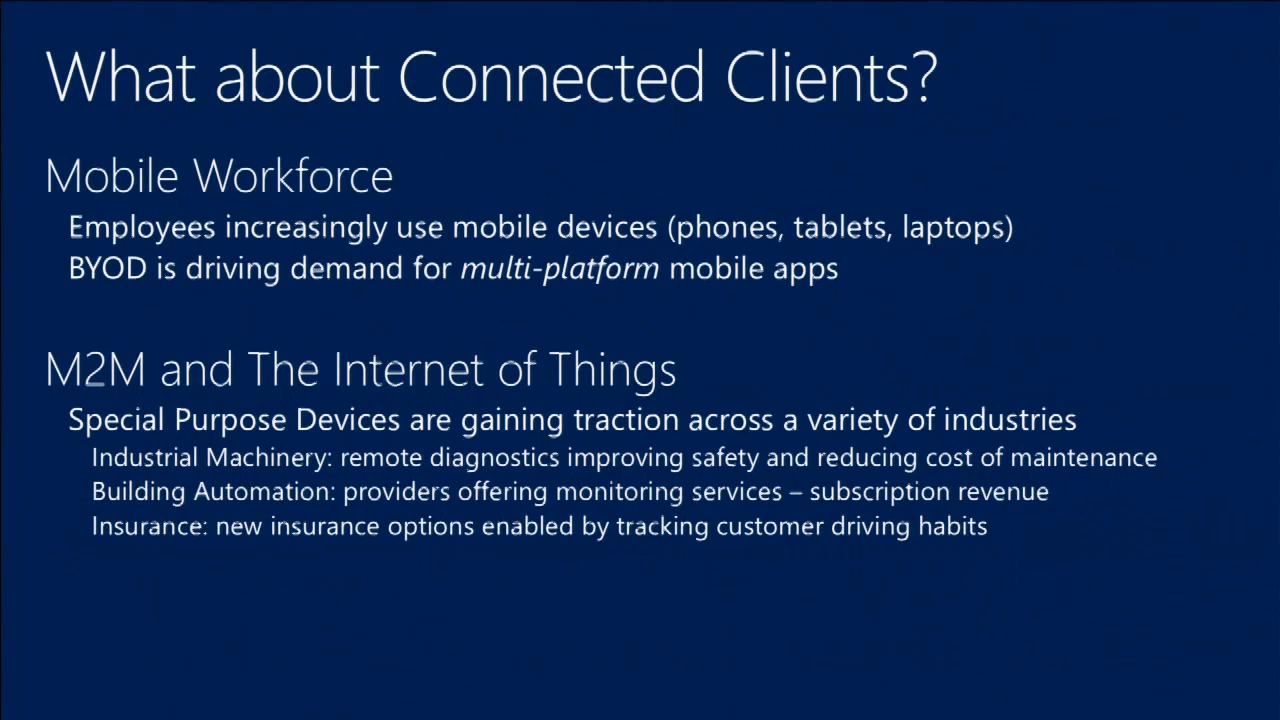 What about Connected Clients?
Mobile Workforce
Employees increasingly use mobile devices (phones, tablets, laptops)
BYOD is driving demand for multi-platform mobile apps
M2M and The Internet of Things
Special Purpose Devices are gaining traction across a variety of industries
Industrial Machinery: remote diagnostics improving safety and reducing cost of maintenance
Building Automation: providers offering monitoring services – subscription revenue
Insurance: new insurance options enabled by tracking customer driving habits